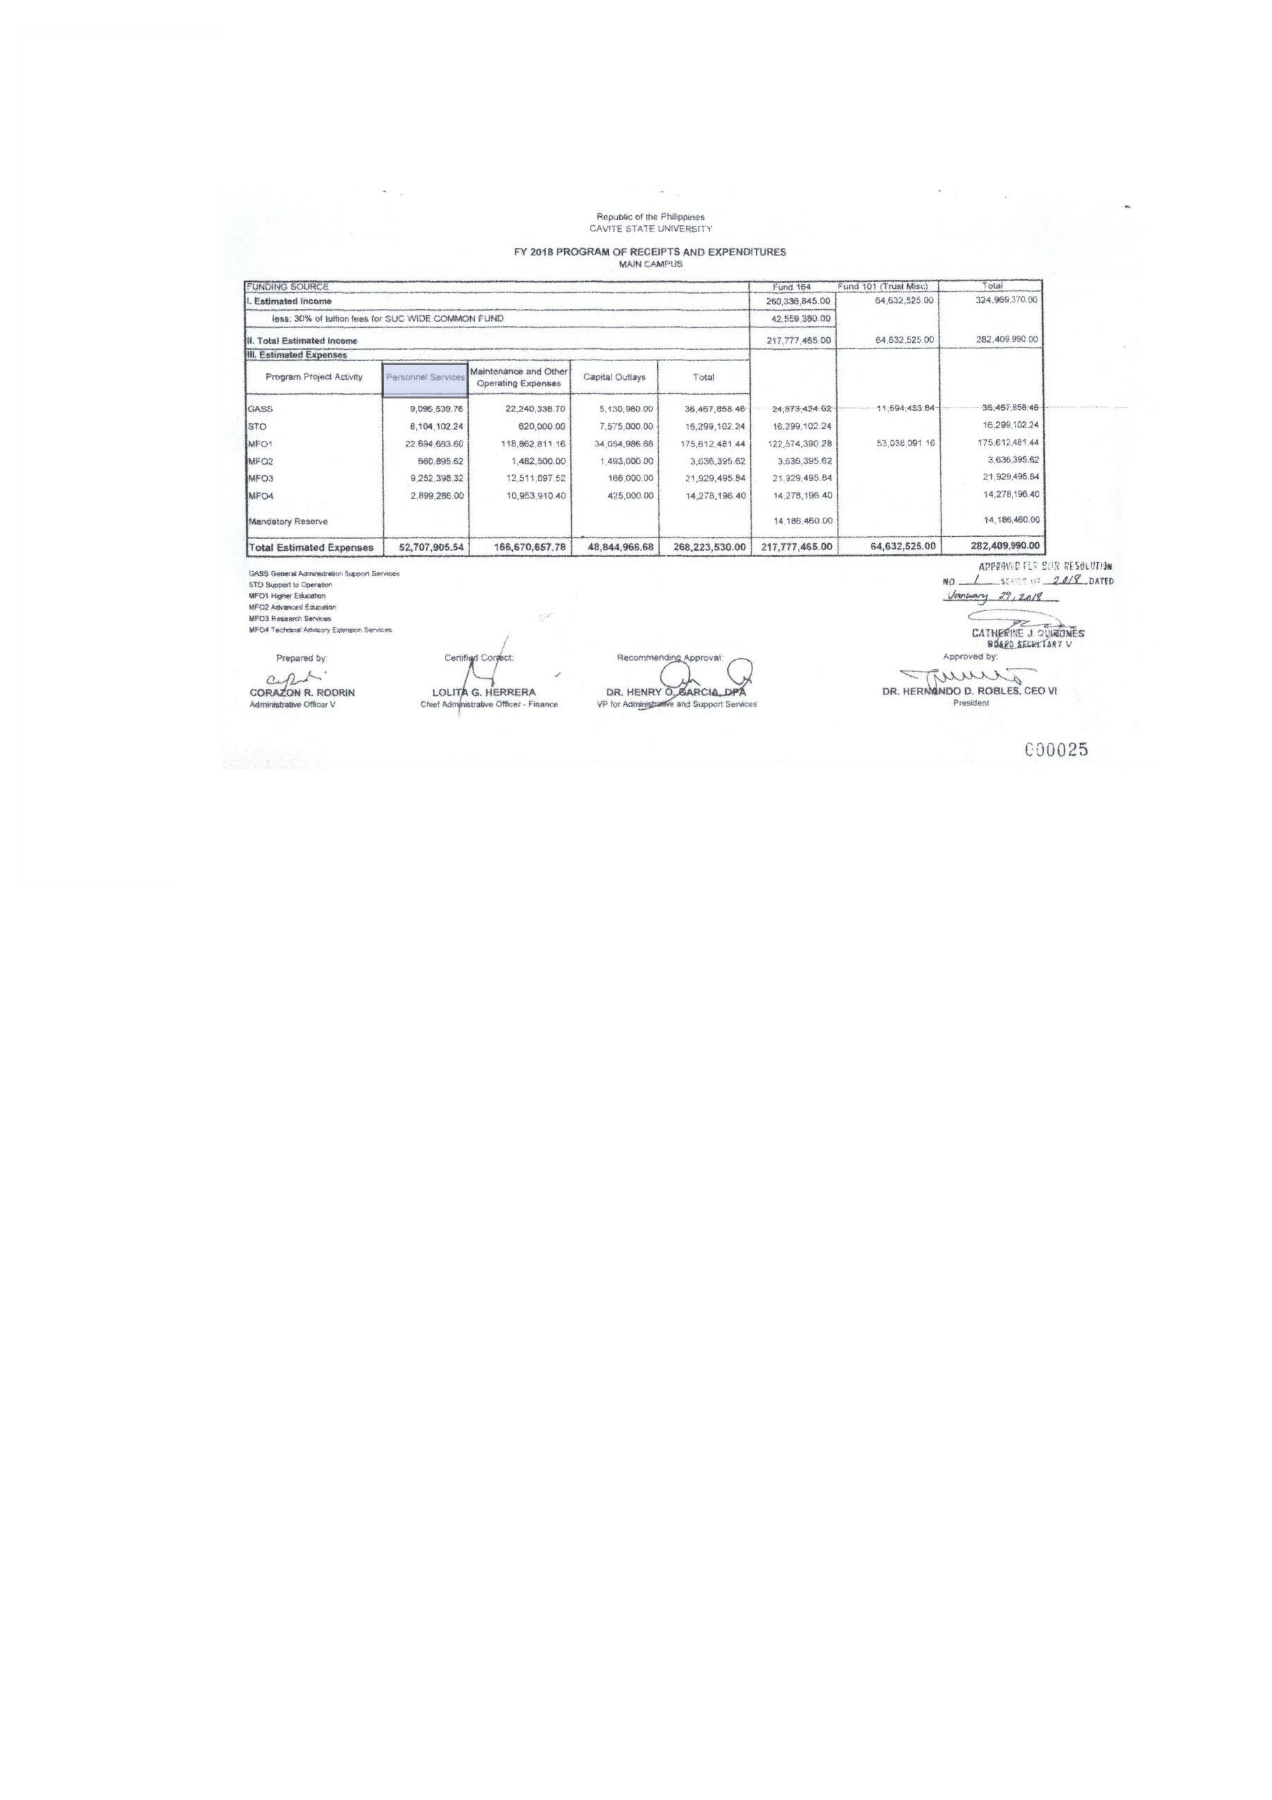 Republic of the Philippines
CAVITE STATE UNIVERSITY
FY 2018 PROGRAM OF RECEIPTS AND EXPENDITURES
MAIN CAMPUS
FUNDING SOURCE Fund 164 Fund 101 (Trust Misc) Total
I. Estimated Income 260,336,845.00 64,632,525.00 324,969,370.00
less: 30% of tuition fees for SUC WIDE COMMON FUND 42,559,380.00
II. Total Estimated Income 217,777,465.00 64,632,525.00 282,409,990.00
III. Estimated Expenses
Program Project Activity Personnel Services Maintenance and Other Operating Expenses Capital Outlays Total
GASS 9,096,539.76 22,240,338.70 5,130,980.00 36,467,858.46 24,873,424.62 11,594,433.84 36,467,858.46
STO 8,104,102.24 620,000.00 7,575,000.00 16,299,102.24 16,299,102.24 16,299,102.24
MFO1 22,694,683.60 118,862,811.16 34,054,986.68 175,612,481.44 122,574,390.28 53,038,091.16 175,612,481.44
MFO2 660,895.62 1,482,500.00 1,493,000.00 3,636,395.62 3,636,395.62 3,636,395.62
MFO3 9,252,398.32 12,511,097.52 166,000.00 21,929,495.84 21,929,495.84 21,929,495.84
MFO4 2,899,286.00 10,953,910.40 425,000.00 14,278,196.40 14,278,196.40 14,278,196.40
Mandatory Reserve 14,186,460.00 14,186,460.00
Total Estimated Expenses 52,707,905.54 166,670,657.78 48,844,966.68 268,223,530.00 217,777,465.00 64,632,525.00 282,409,990.00
GASS General Administration Support Services
STO Support to Operation
MFO1 Higher Education
MFO2 Advanced Education
MFO3 Research Services
MFO4 Technical Advisory Extension Services
APPROVED PER BOR RESOLUTION
NO 1 SERIES OF 2018 DATED
January 29, 2018
CATHERINE J. QUIÑONES
BOARD SECRETARY V
Prepared by: Certified Correct: Recommending Approval: Approved by:
CORAZON R. RODRIN LOLITA G. HERRERA DR. HENRY O. GARCIA, DPA DR. HERNANDO D. ROBLES, CEO VI
Administrative Officer V Chief Administrative Officer - Finance VP for Administrative and Support Services President
000025